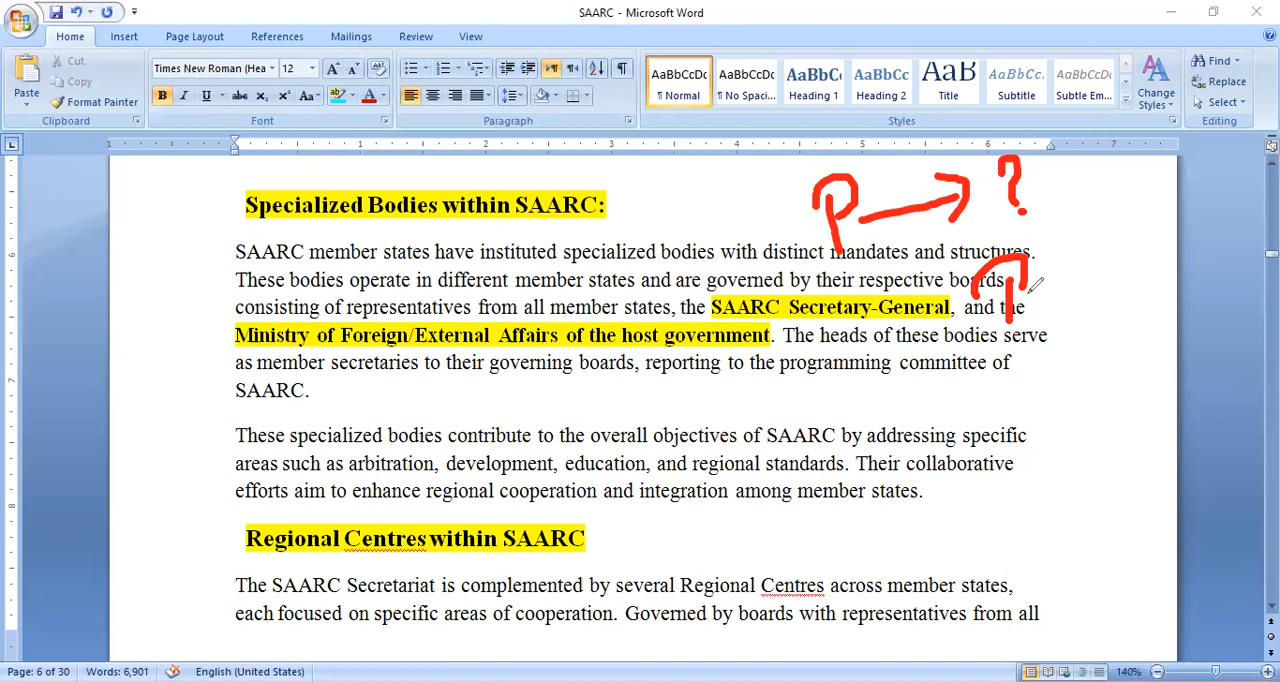 SAARC - Microsoft Word
Home Insert Page Layout References Mailings Review View
Cut
Copy
Format Painter
Paste
Clipboard
Times New Roman (Hea 12
Font
Paragraph
AaBbCcDc AaBbCcDc AaBbC AaBbCc AaB AaBbCc AaBbCcDc
¶ Normal ¶ No Spaci... Heading 1 Heading 2 Title Subtitle Subtle Em...
Change Styles
Styles
Find
Replace
Select
Editing
1 1 2 3 4 5 6 7
P → ?
Specialized Bodies within SAARC:
SAARC member states have instituted specialized bodies with distinct mandates and structures.
These bodies operate in different member states and are governed by their respective boards
consisting of representatives from all member states, the SAARC Secretary-General, and the
Ministry of Foreign/External Affairs of the host government. The heads of these bodies serve
as member secretaries to their governing boards, reporting to the programming committee of
SAARC.
These specialized bodies contribute to the overall objectives of SAARC by addressing specific
areas such as arbitration, development, education, and regional standards. Their collaborative
efforts aim to enhance regional cooperation and integration among member states.
Regional Centres within SAARC
The SAARC Secretariat is complemented by several Regional Centres across member states,
each focused on specific areas of cooperation. Governed by boards with representatives from all
Page: 6 of 30 Words: 6,901 English (United States) 140%